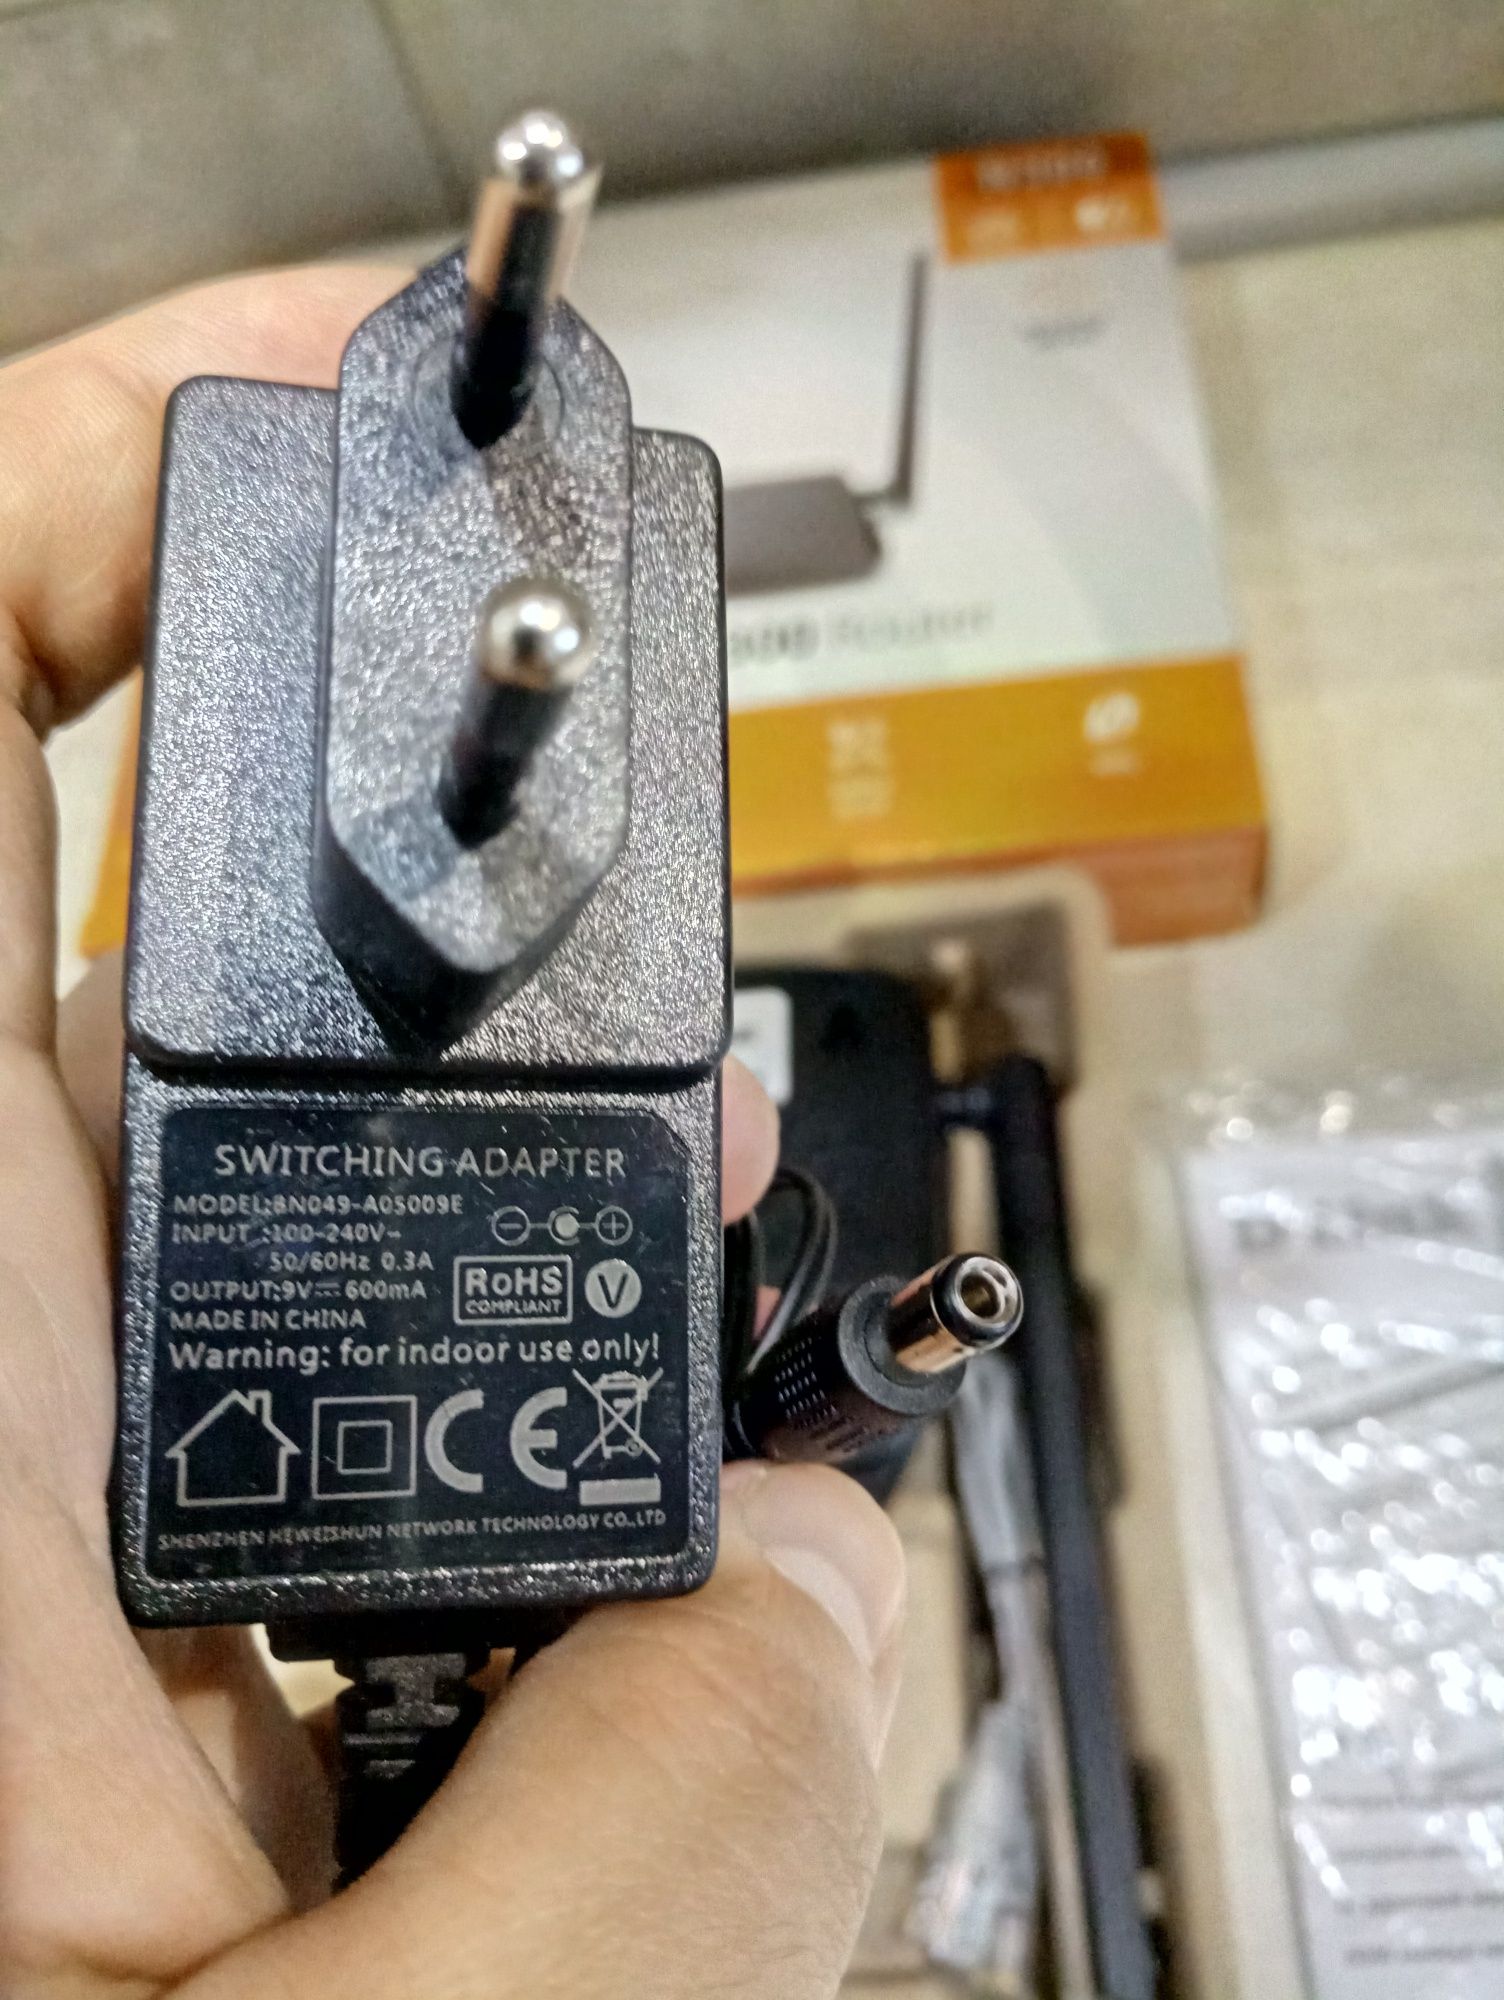 SWITCHING ADAPTER
MODEL:BN049-A05009E
INPUT :100-240V~
50/60Hz 0.3A
OUTPUT:9V⎓600mA
RoHS
COMPLIANT
V
MADE IN CHINA
Warning: for indoor use only!
CE
SHENZHEN HEWEISHUN NETWORK TECHNOLOGY CO.,LTD
Router